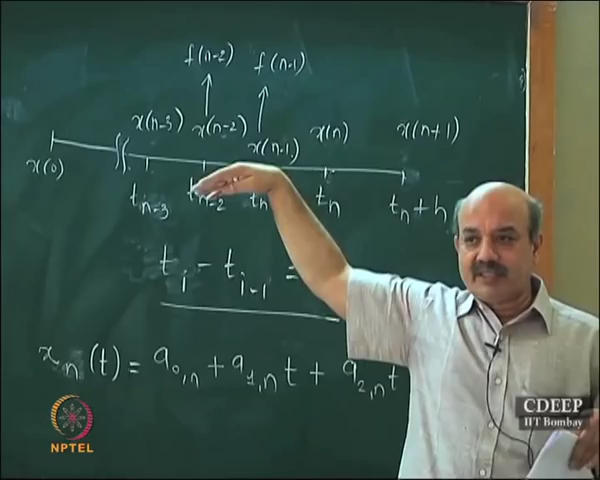 f(n-2) f(n-1)
x(n-3) x(n-2) x(n-1) x(n) x(n+1)
x(0)
t_{n-3} t_{n-2} t_n t_n t_n + h
t_i - t_{i-1} =
x_n(t) = a_{0,n} + a_{1,n} t + a_{2,n} t
CDEEP
IIT Bombay
NPTEL